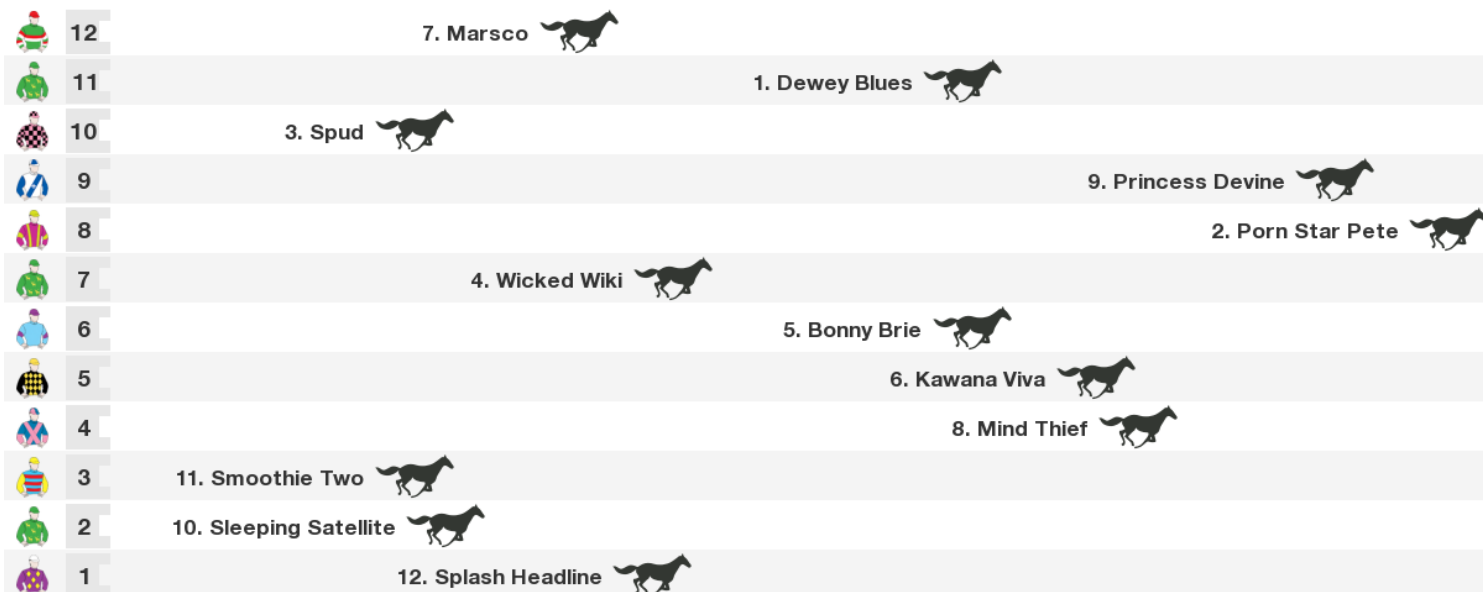 12 7. Marsco
11 1. Dewey Blues
10 3. Spud
9 9. Princess Devine
8 2. Porn Star Pete
7 4. Wicked Wiki
6 5. Bonny Brie
5 6. Kawana Viva
4 8. Mind Thief
3 11. Smoothie Two
2 10. Sleeping Satellite
1 12. Splash Headline